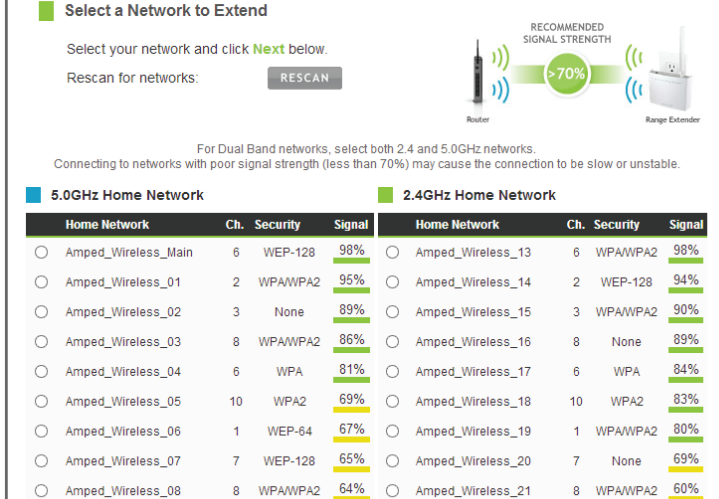 Select a Network to Extend
Select your network and click Next below.
Rescan for networks:
RESCAN
RECOMMENDED
SIGNAL STRENGTH
>70%
Router
Range Extender
For Dual Band networks, select both 2.4 and 5.0GHz networks.
Connecting to networks with poor signal strength (less than 70%) may cause the connection to be slow or unstable.
5.0GHz Home Network
Home Network Ch. Security Signal
Amped_Wireless_Main 6 WEP-128 98%
Amped_Wireless_01 2 WPA/WPA2 95%
Amped_Wireless_02 3 None 89%
Amped_Wireless_03 8 WPA/WPA2 86%
Amped_Wireless_04 6 WPA 81%
Amped_Wireless_05 10 WPA2 69%
Amped_Wireless_06 1 WEP-64 67%
Amped_Wireless_07 7 WEP-128 65%
Amped_Wireless_08 8 WPA/WPA2 64%
2.4GHz Home Network
Home Network Ch. Security Signal
Amped_Wireless_13 6 WPA/WPA2 98%
Amped_Wireless_14 2 WEP-128 94%
Amped_Wireless_15 3 WPA/WPA2 90%
Amped_Wireless_16 8 None 89%
Amped_Wireless_17 6 WPA 84%
Amped_Wireless_18 10 WPA2 83%
Amped_Wireless_19 1 WPA/WPA2 80%
Amped_Wireless_20 7 None 69%
Amped_Wireless_21 8 WPA/WPA2 60%